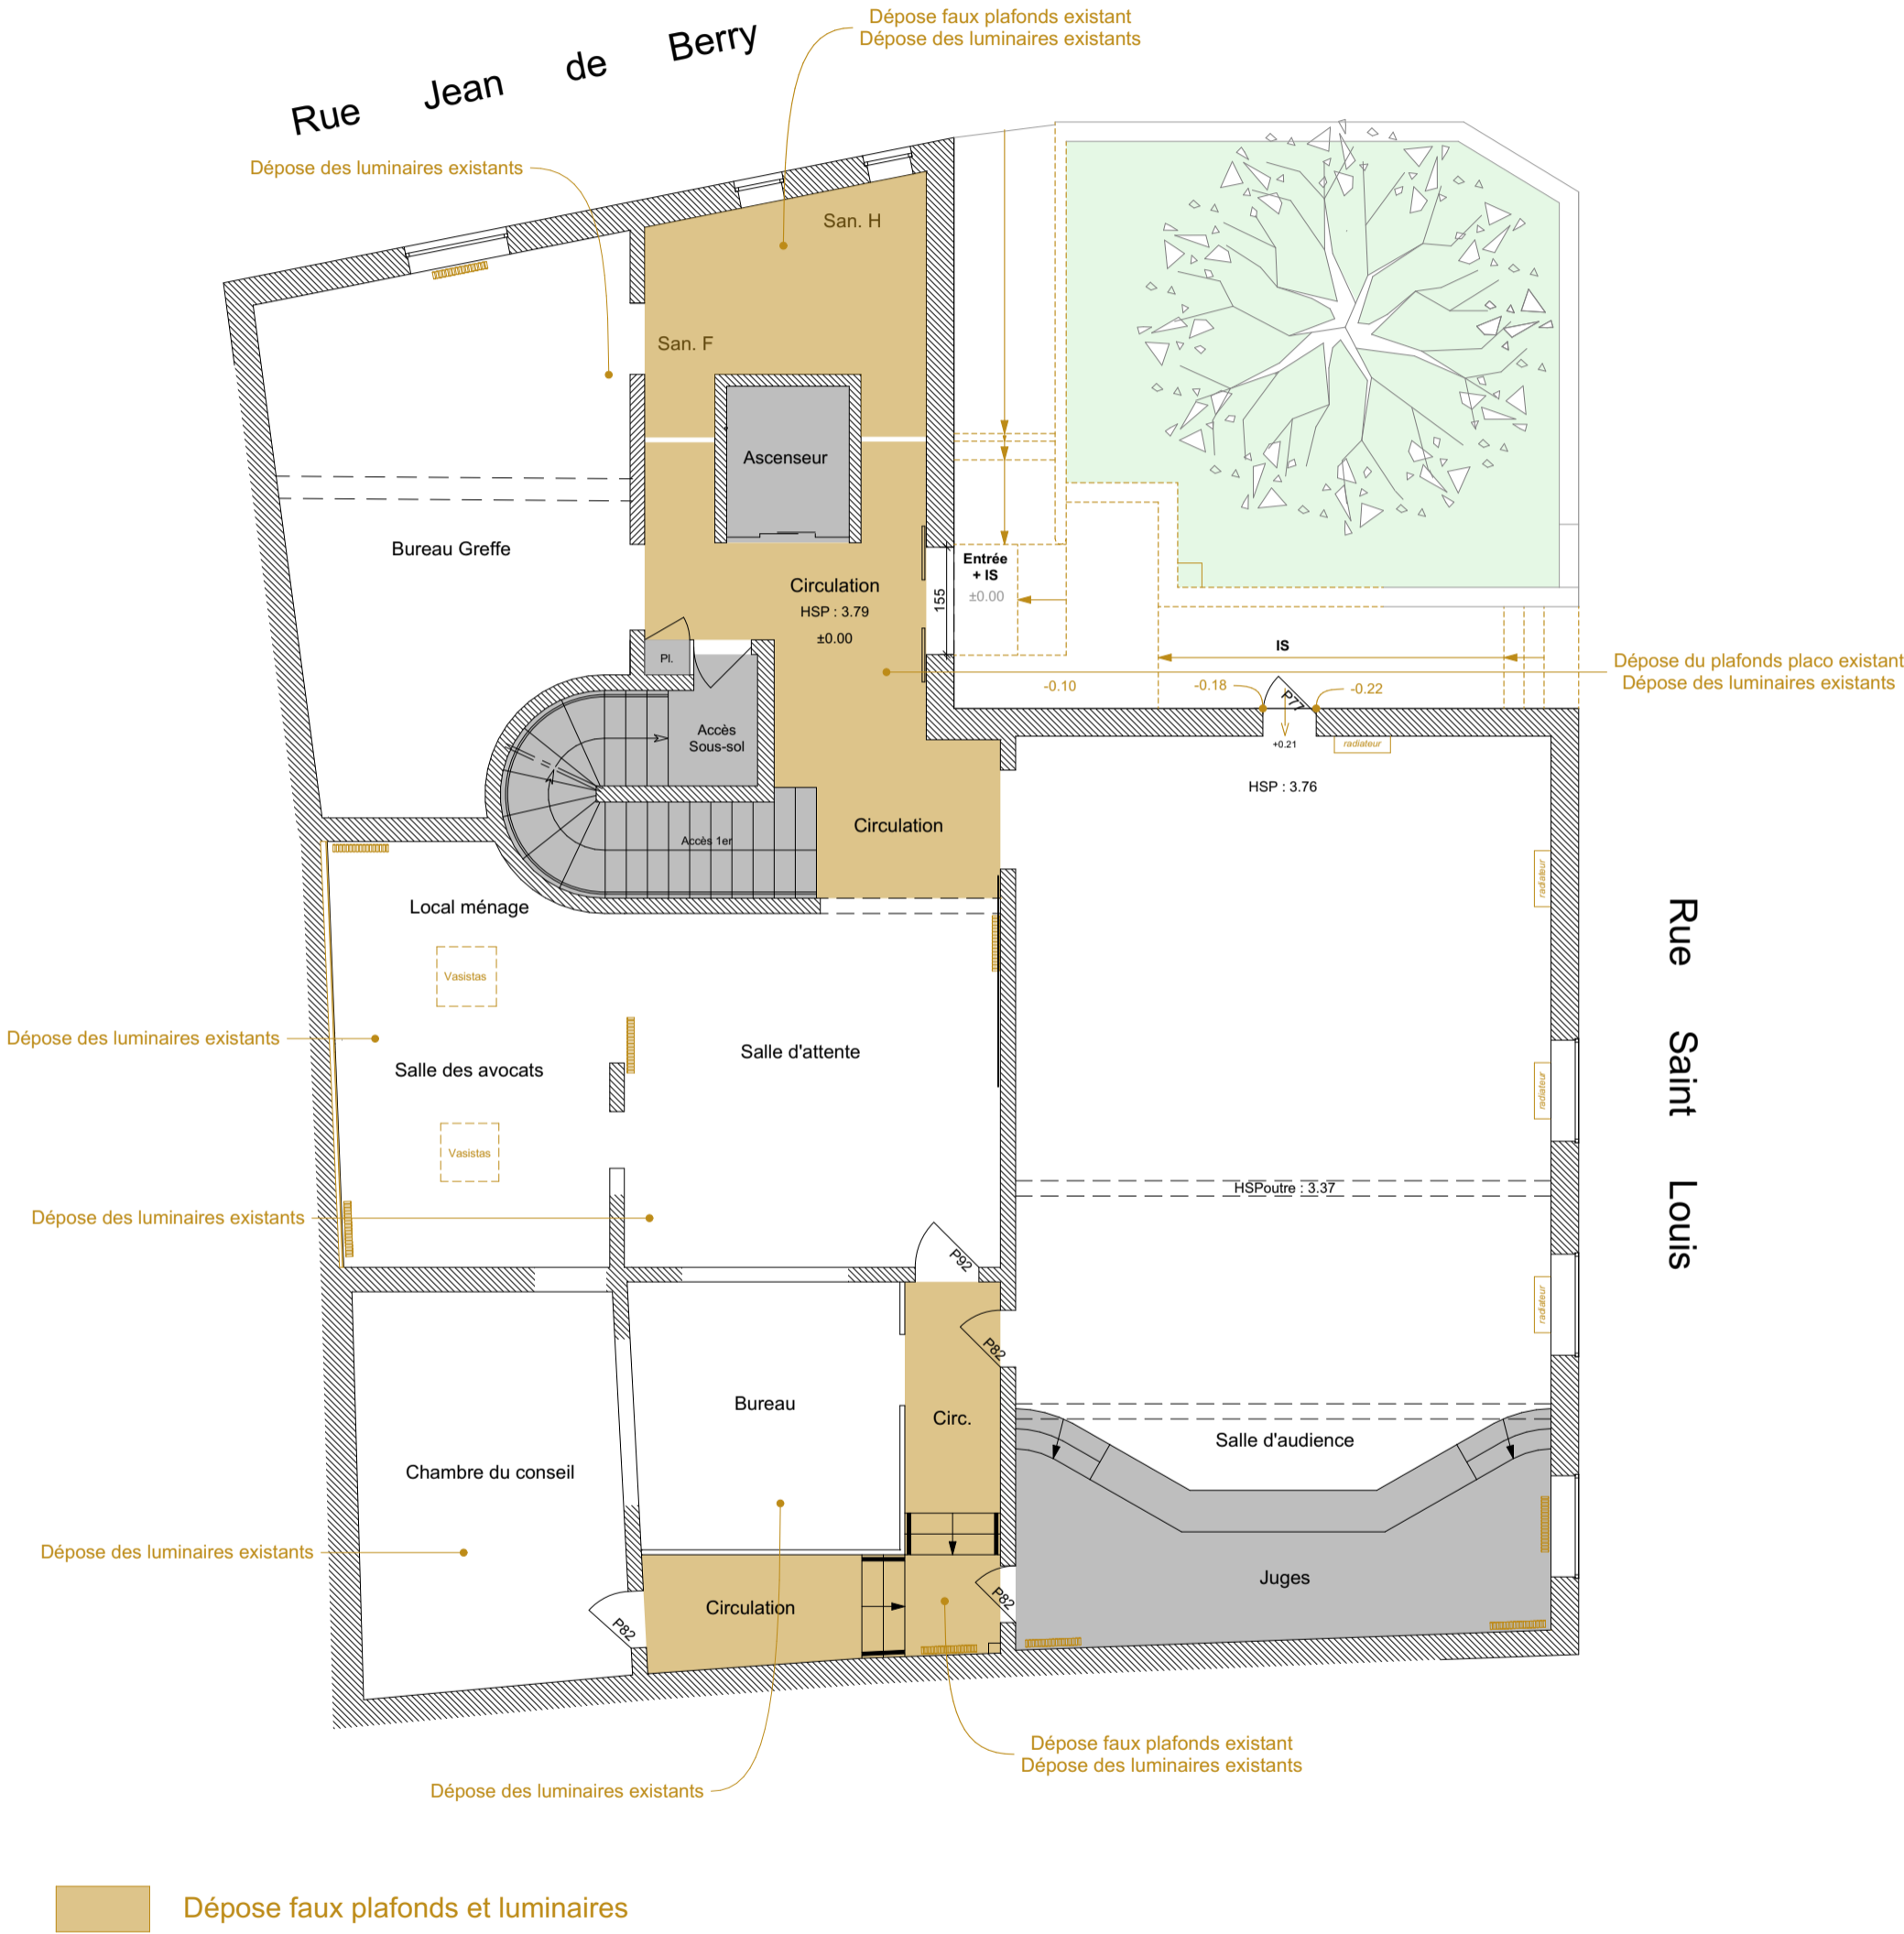 Dépose faux plafonds existant
Dépose des luminaires existants
Rue Jean de Berry
Dépose des luminaires existants
San. H
San. F
Ascenseur
Bureau Greffe
Entrée
+ IS
±0.00
155
Circulation
HSP : 3.79
±0.00
IS
Pl.
Dépose du plafonds placo existant
Dépose des luminaires existants
-0.10
-0.18
-0.22
P77
+0.21
radiateur
Accès
Sous-sol
HSP : 3.76
Circulation
Accès 1er
radiateur
Local ménage
Rue Saint Louis
Vasistas
Dépose des luminaires existants
Salle d'attente
Salle des avocats
radiateur
Vasistas
HSPoutre : 3.37
Dépose des luminaires existants
P92
radiateur
P82
Bureau
Circ.
Salle d'audience
Chambre du conseil
Dépose des luminaires existants
Juges
P82
Circulation
P82
Dépose faux plafonds existant
Dépose des luminaires existants
Dépose des luminaires existants
Dépose faux plafonds et luminaires